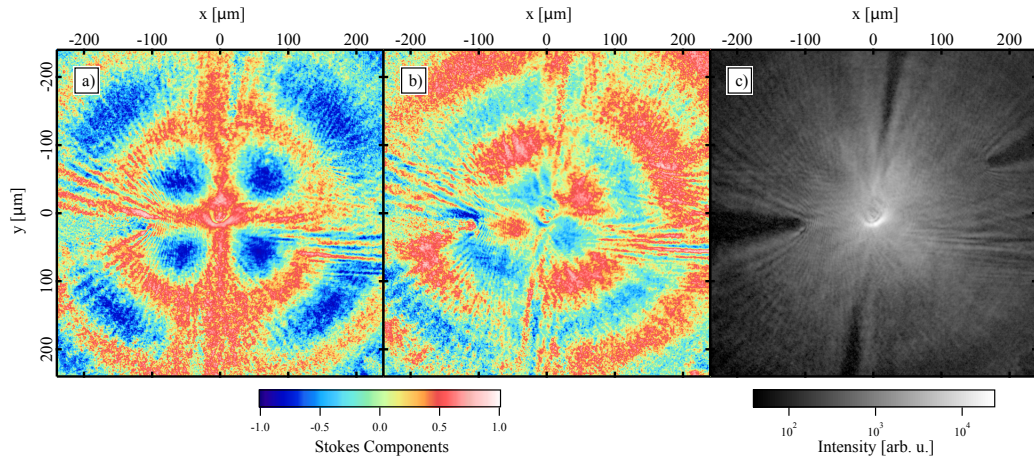 x [µm]
x [µm]
x [µm]
-200 -100 0 100 200
-200 -100 0 100 200
-200 -100 0 100 200
a)
b)
c)
y [µm]
-200
-100
0
100
200
-1.0 -0.5 0.0 0.5 1.0
Stokes Components
10² 10³ 10⁴
Intensity [arb. u.]